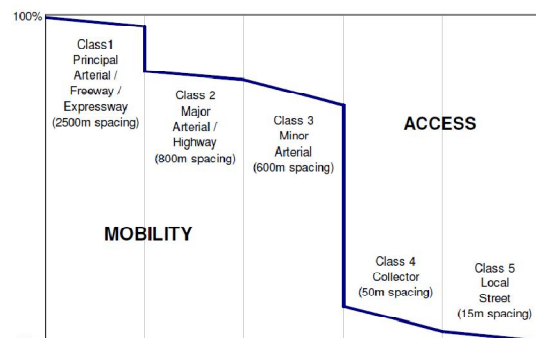 100%
Class1
Principal
Arterial /
Freeway /
Expressway
(2500m spacing)
Class 2
Major
Arterial /
Highway
(800m spacing)
Class 3
Minor
Arterial
(600m spacing)
ACCESS
MOBILITY
Class 4
Collector
(50m spacing)
Class 5
Local
Street
(15m spacing)